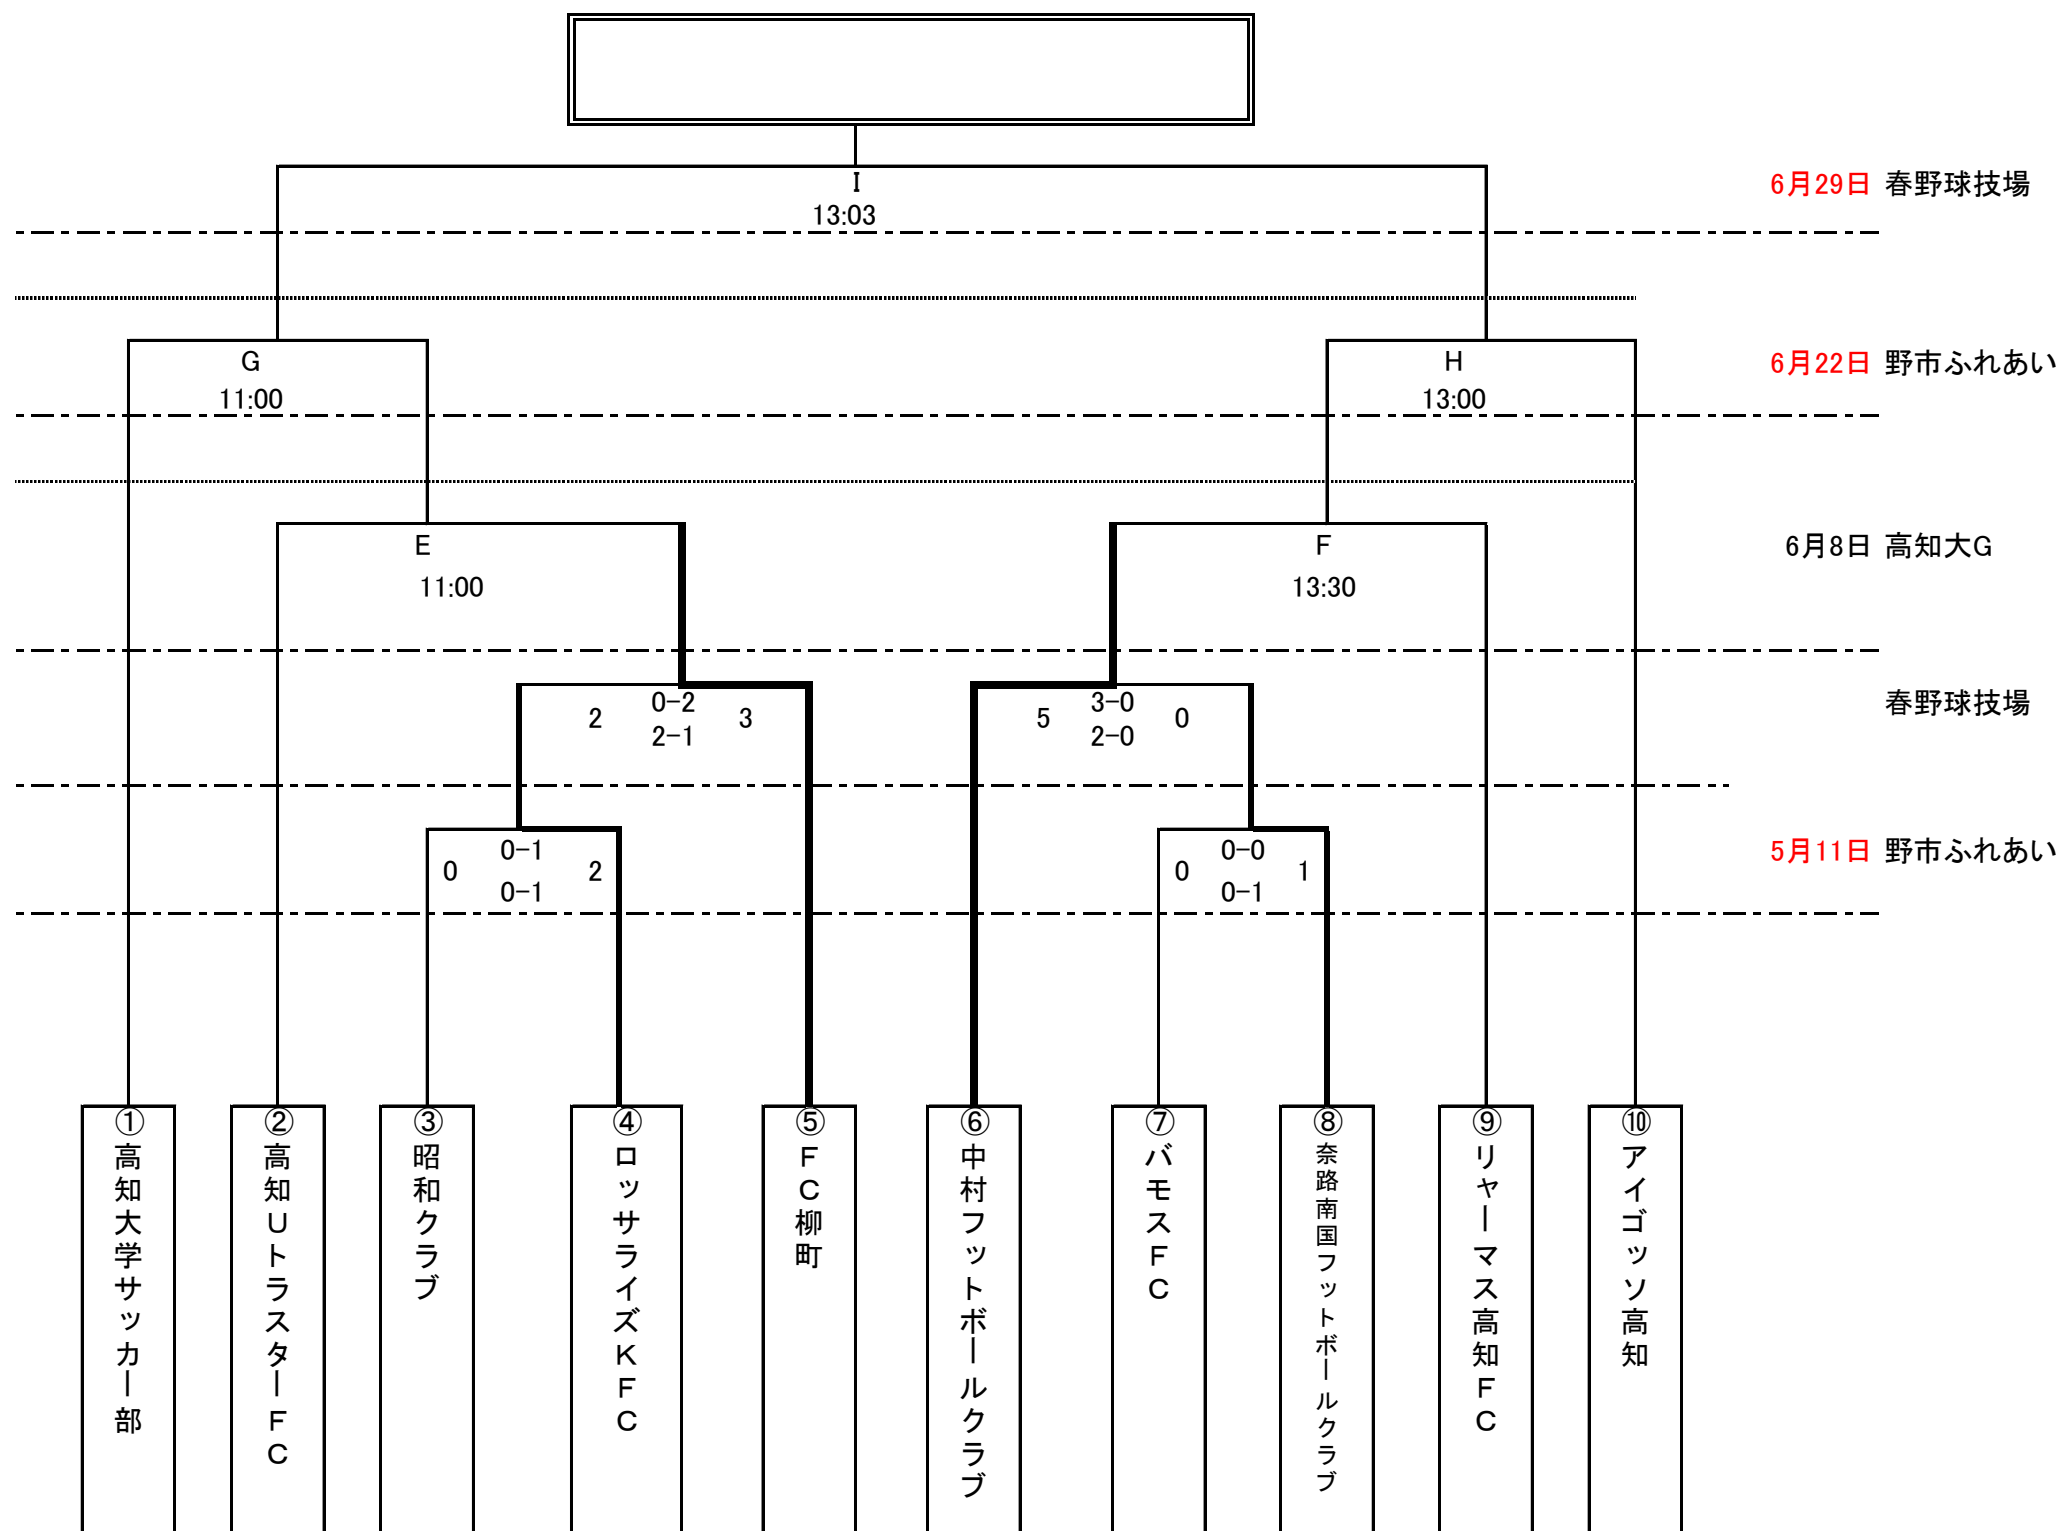 I
13:03
6月29日 春野球技場
G
11:00
H
13:00
6月22日 野市ふれあい
E
11:00
F
13:30
6月8日 高知大G
2 0−2 3
2−1
5 3−0 0
2−0
春野球技場
0 0−1 2
0−1
0 0−0 1
0−1
5月11日 野市ふれあい
①高知大学サッカー部
②高知Uトラスター FC
③昭和クラブ
④ロッサライズKFC
⑤FC柳町
⑥中村フットボールクラブ
⑦バモスFC
⑧奈路南国フットボールクラブ
⑨リャーマス高知FC
⑩アイゴッソ高知